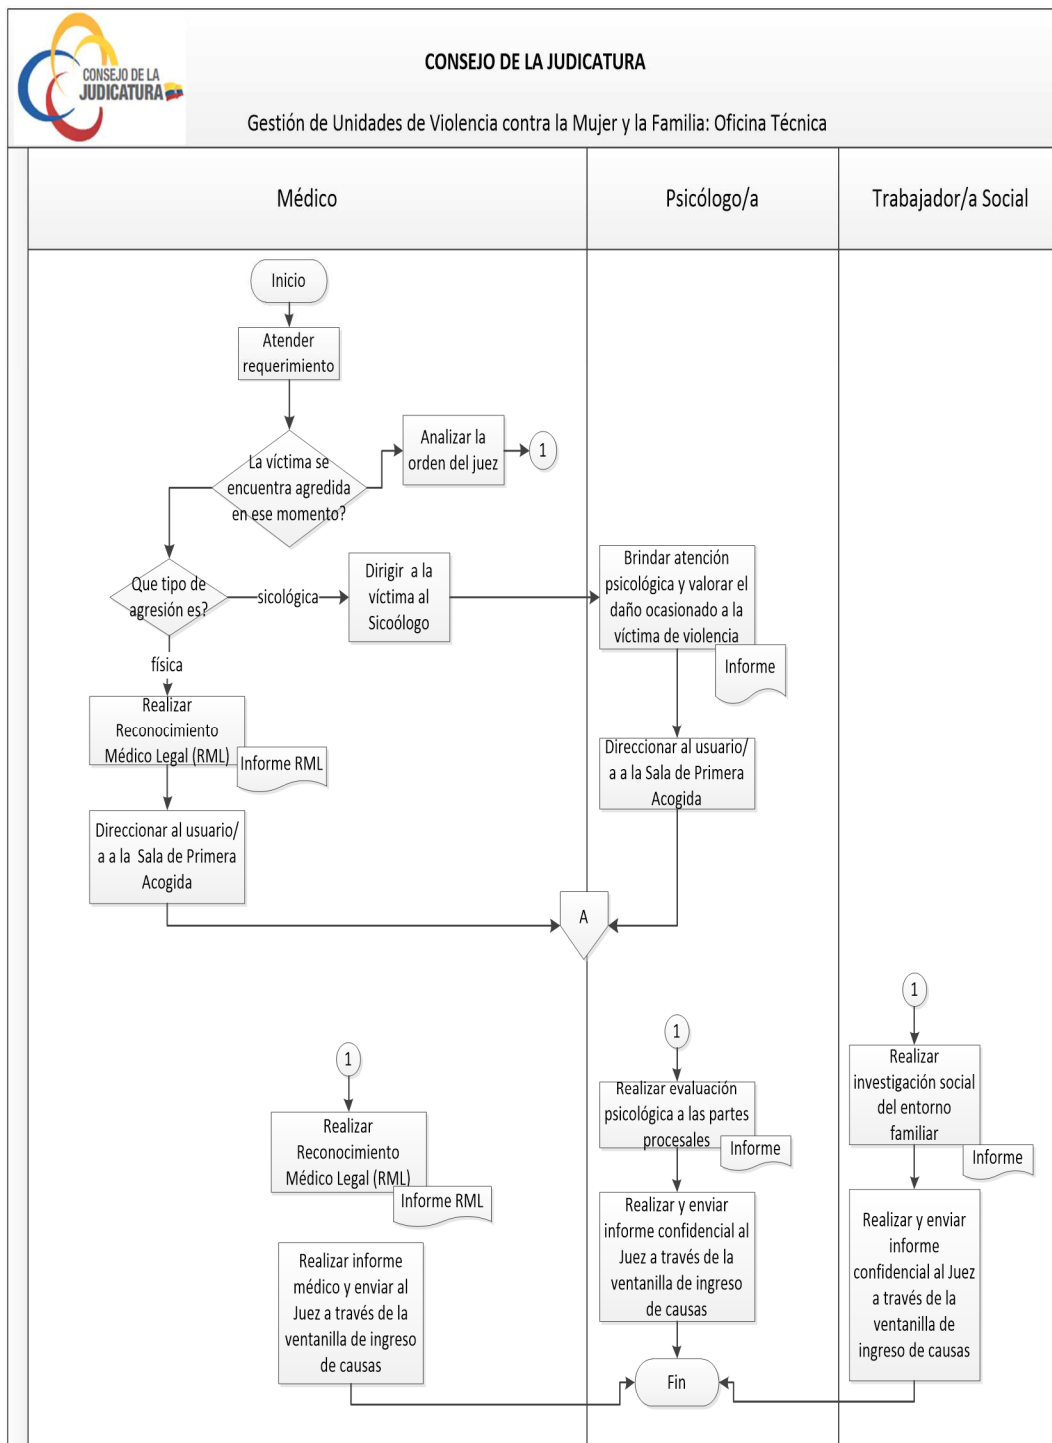 CONSEJO DE LA
JUDICATURA
CONSEJO DE LA JUDICATURA
Gestión de Unidades de Violencia contra la Mujer y la Familia: Oficina Técnica
Médico
Psicólogo/a
Trabajador/a Social
Inicio
Atender
requerimiento
La víctima se
encuentra agredida
en ese momento?
Analizar la
orden del juez
1
Que tipo de
agresión es?
sicológica
Dirigir a la
víctima al
Sicoólogo
Brindar atención
psicológica y valorar el
daño ocasionado a la
víctima de violencia
Informe
física
Realizar
Reconocimiento
Médico Legal (RML)
Informe RML
Direccionar al usuario/
a a la Sala de Primera
Acogida
Direccionar al usuario/
a a la Sala de Primera
Acogida
A
1
Realizar
Reconocimiento
Médico Legal (RML)
Informe RML
Realizar informe
médico y enviar al
Juez a través de la
ventanilla de ingreso
de causas
1
Realizar evaluación
psicológica a las partes
procesales
Informe
Realizar y enviar
informe confidencial al
Juez a través de la
ventanilla de ingreso
de causas
1
Realizar
investigación social
del entorno
familiar
Informe
Realizar y enviar
informe
confidencial al Juez
a través de la
ventanilla de
ingreso de causas
Fin